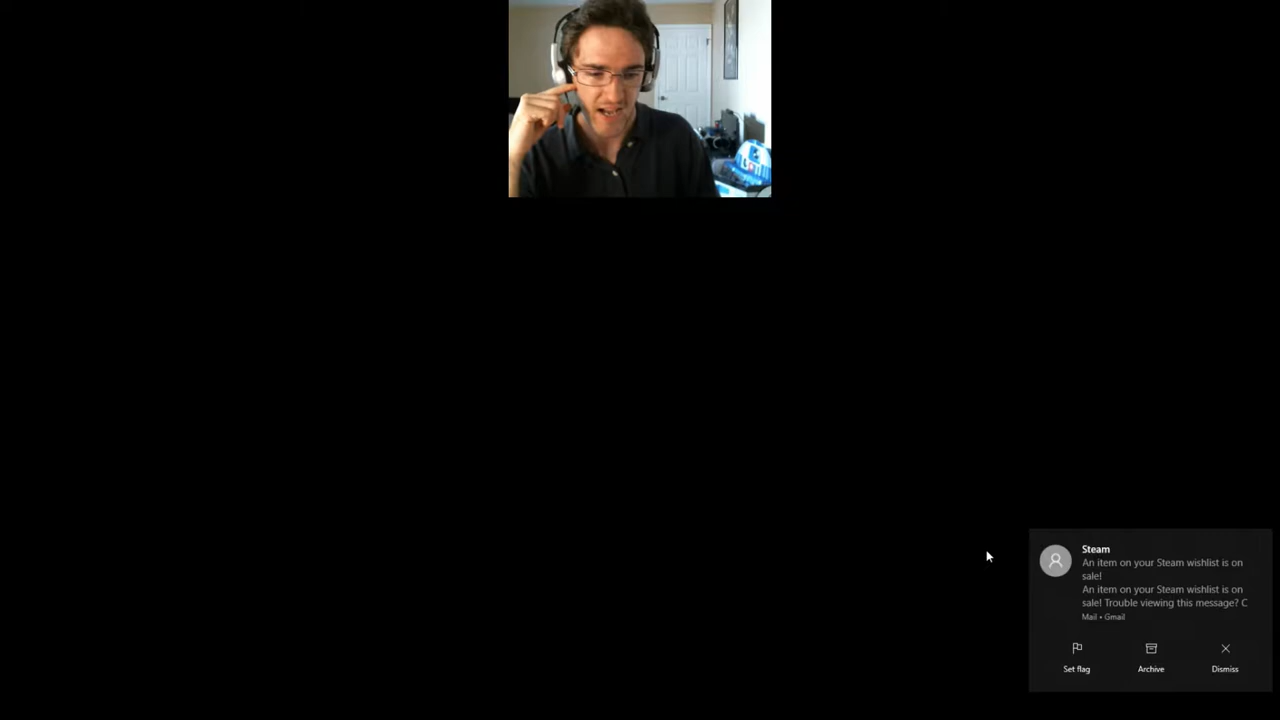 Steam
An item on your Steam wishlist is on
sale!
An item on your Steam wishlist is on
sale! Trouble viewing this message? C
Mail • Gmail
Set flag
Archive
Dismiss